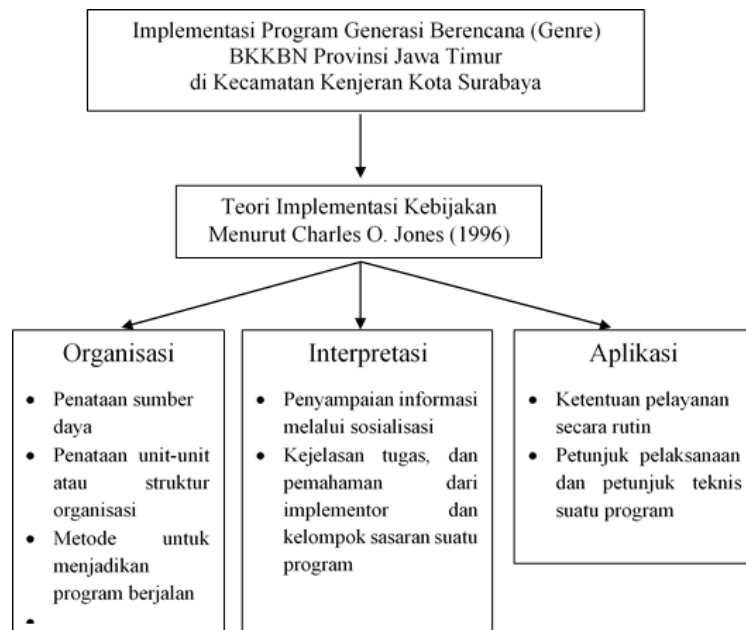 Implementasi Program Generasi Berencana (Genre)
BKKBN Provinsi Jawa Timur
di Kecamatan Kenjeran Kota Surabaya
Teori Implementasi Kebijakan
Menurut Charles O. Jones (1996)
Organisasi
• Penataan sumber
daya
• Penataan unit-unit
atau struktur
organisasi
• Metode untuk
menjadikan
program berjalan
•
Interpretasi
• Penyampaian informasi
melalui sosialisasi
• Kejelasan tugas, dan
pemahaman dari
implementor dan
kelompok sasaran suatu
program
Aplikasi
• Ketentuan pelayanan
secara rutin
• Petunjuk pelaksanaan
dan petunjuk teknis
suatu program